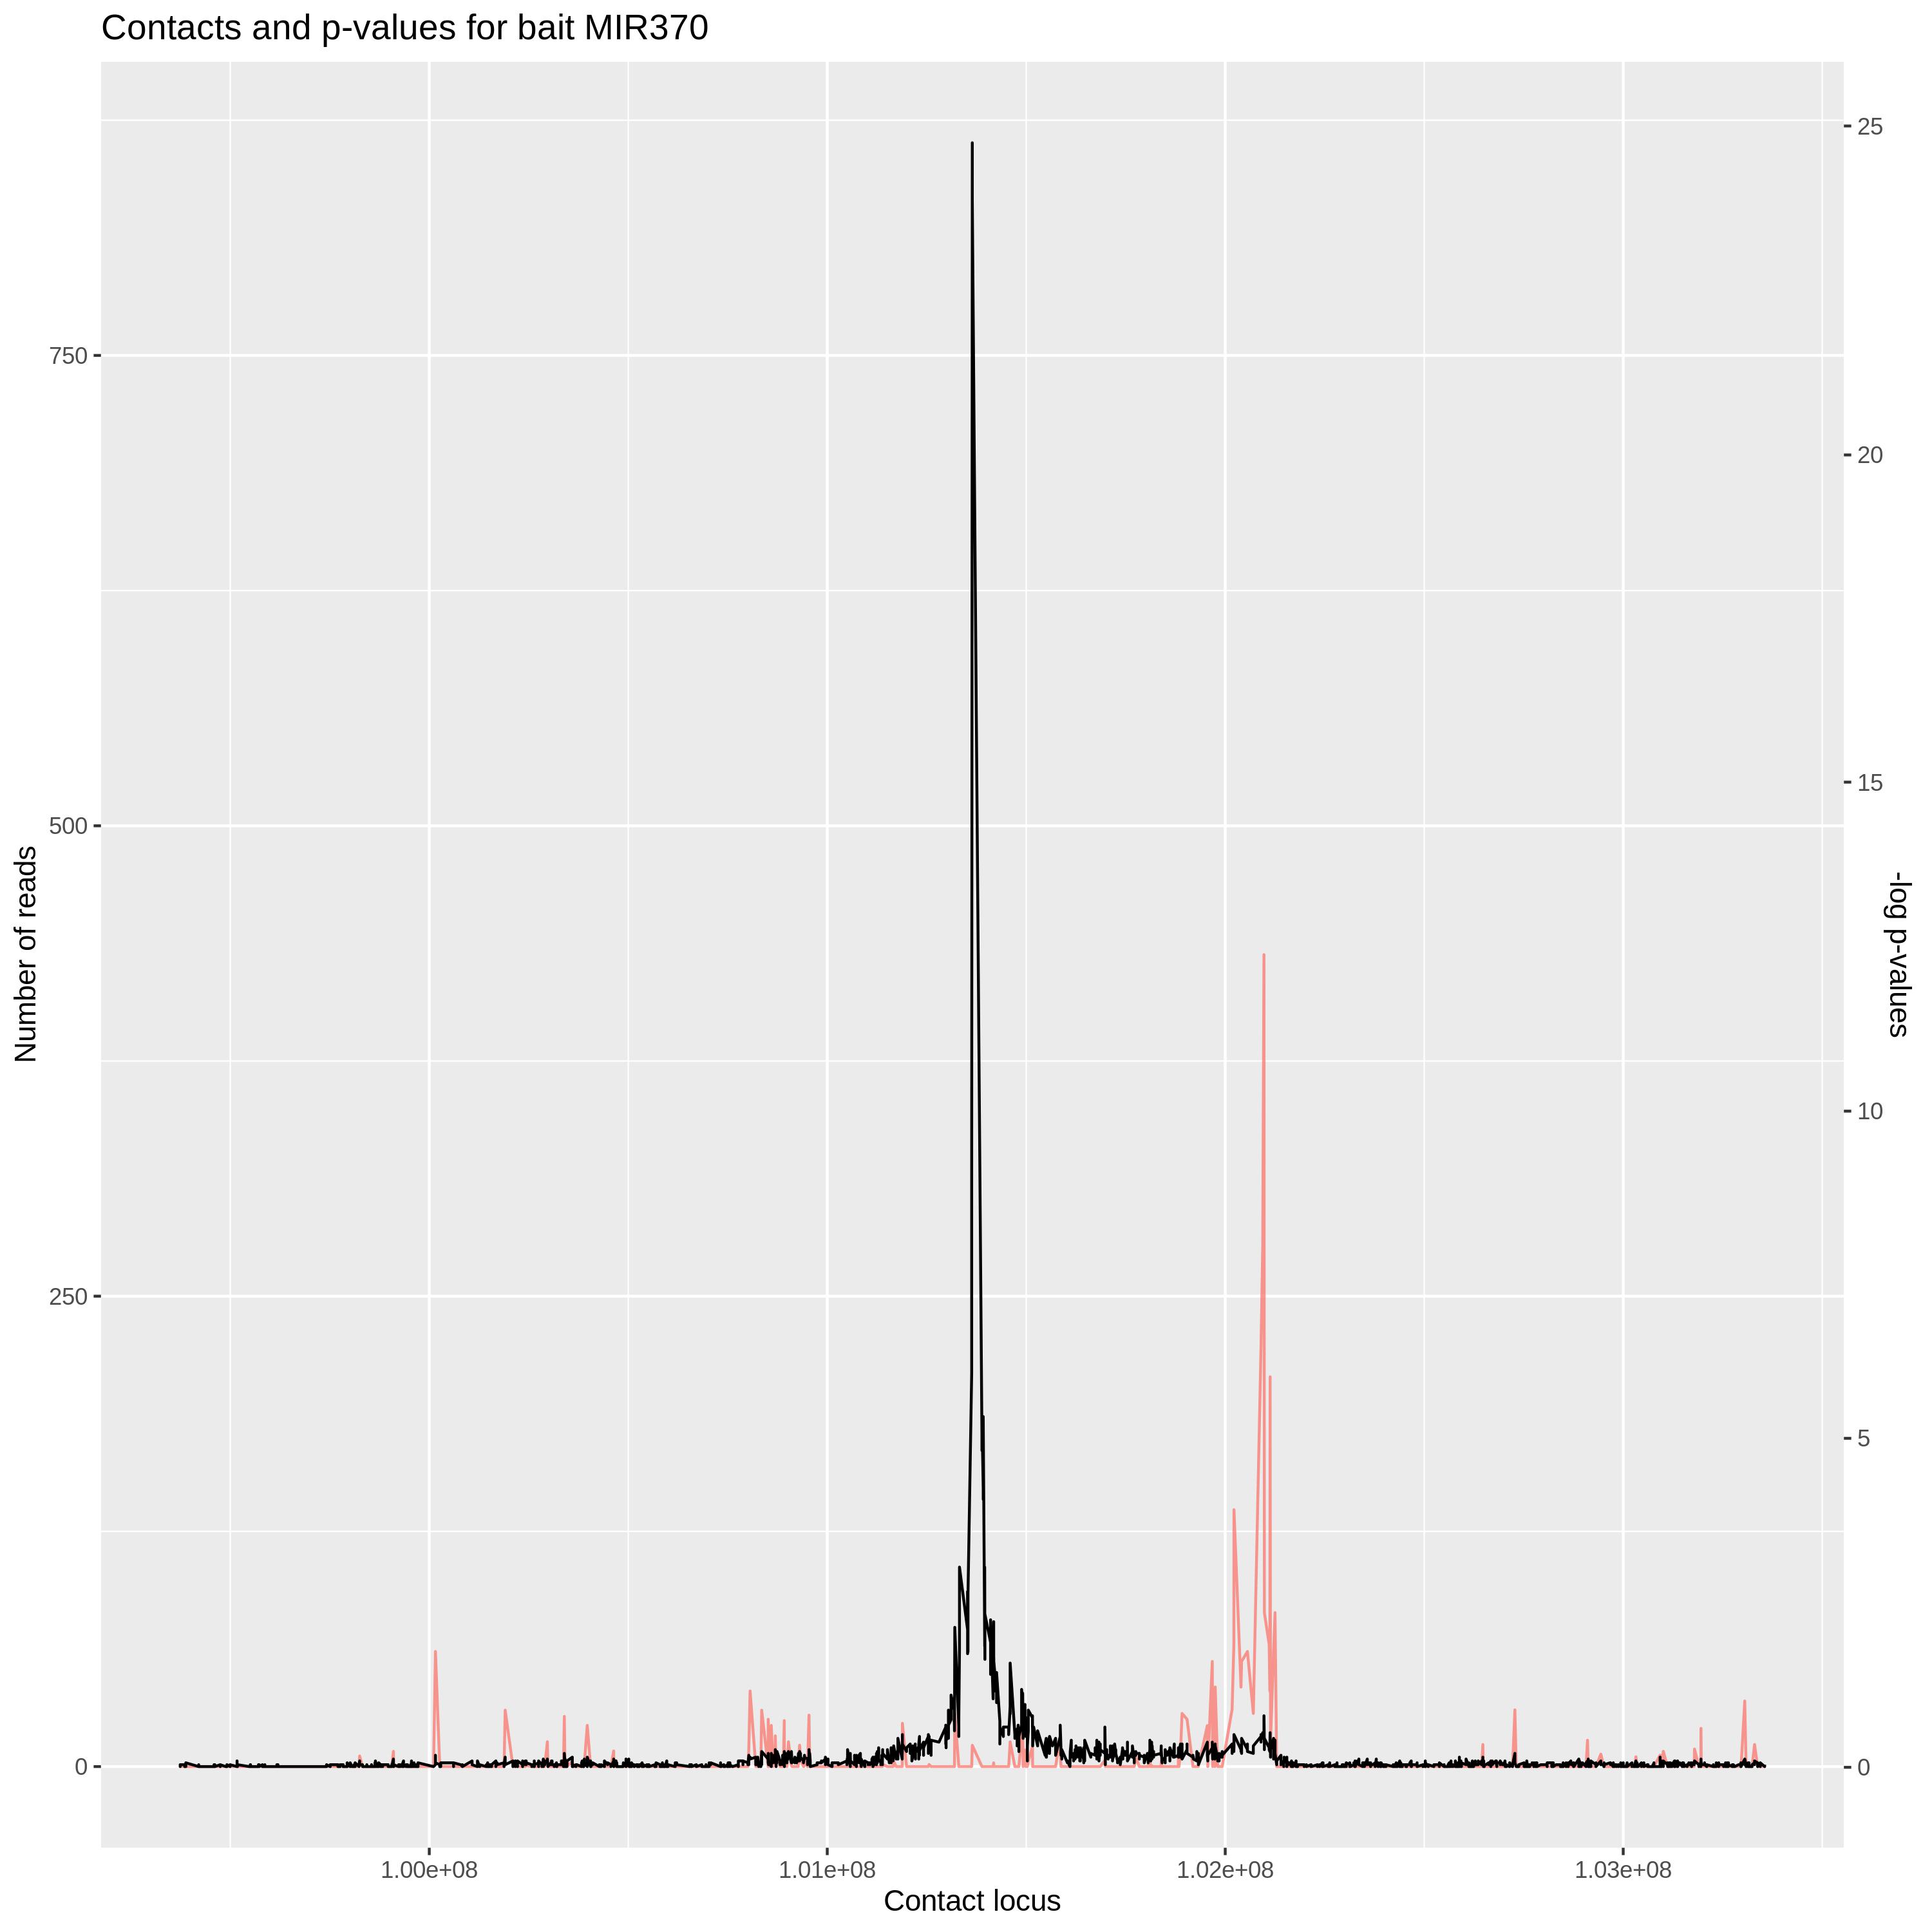 Contacts and p-values for bait MIR370
Number of reads
750
500
250
0
25
20
15
10
5
0
-log p-values
1.00e+08
1.01e+08
1.02e+08
1.03e+08
Contact locus